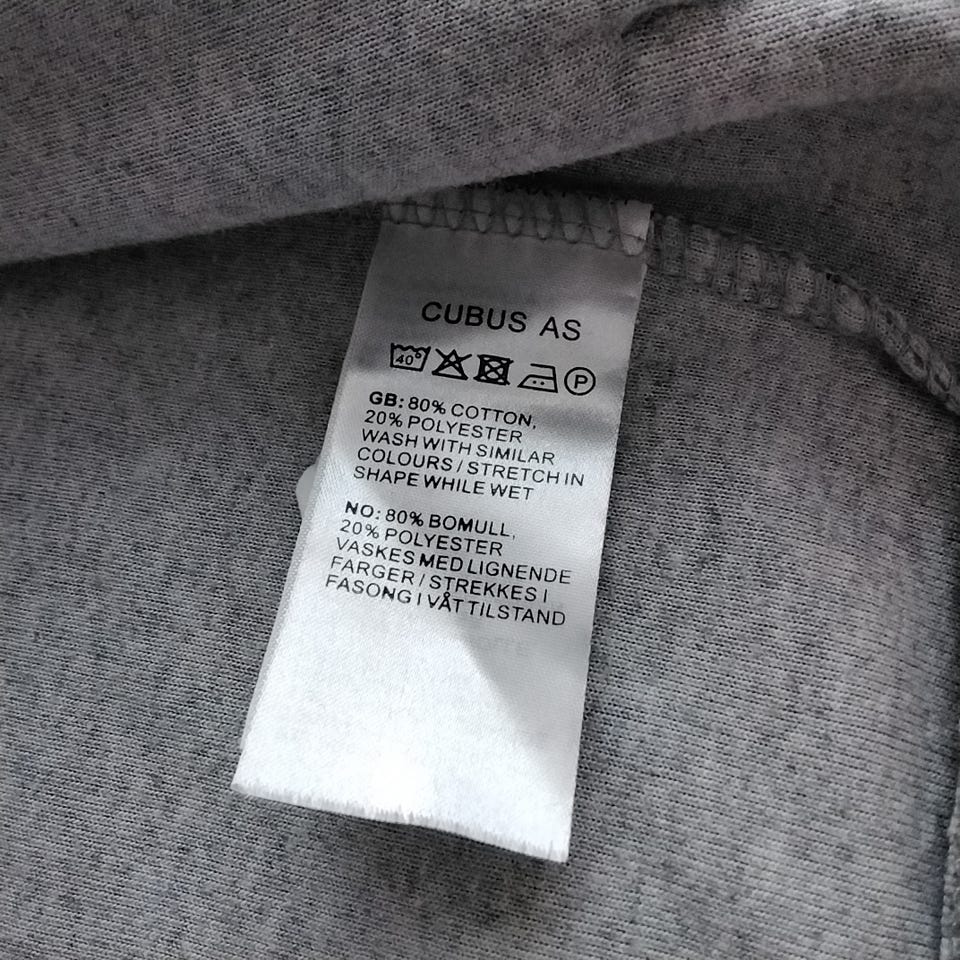 CUBUS AS
40° P
GB: 80% COTTON,
20% POLYESTER
WASH WITH SIMILAR
COLOURS / STRETCH IN
SHAPE WHILE WET
NO: 80% BOMULL,
20% POLYESTER
VASKES MED LIGNENDE
FARGER / STREKKES I
FASONG I VÅT TILSTAND